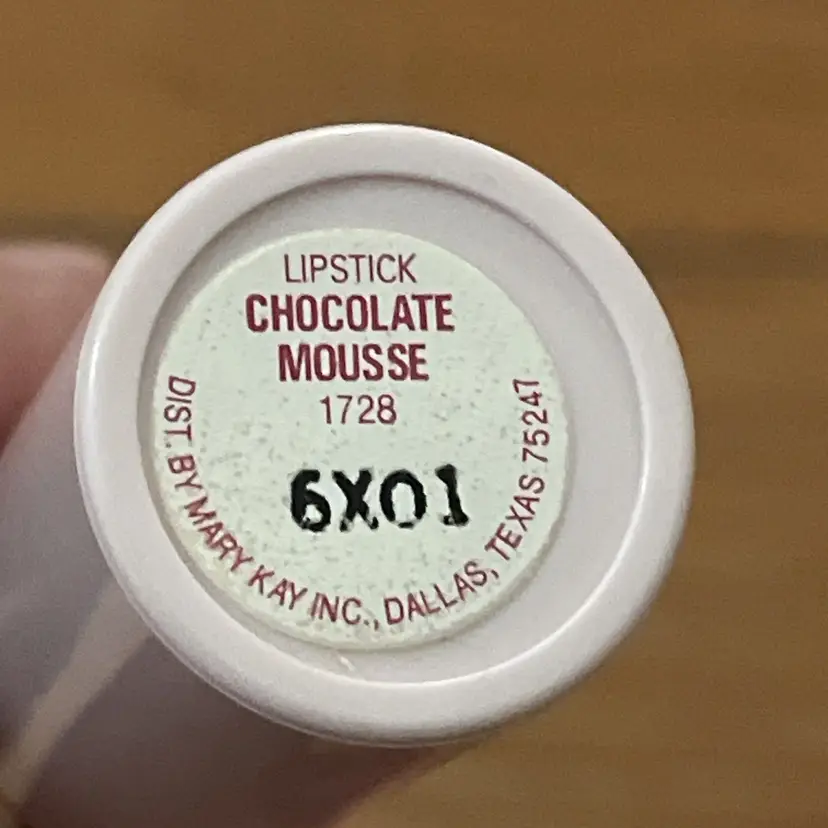 LIPSTICK
CHOCOLATE
MOUSSE
1728
6X01
DIST. BY MARY KAY INC., DALLAS, TEXAS 75247